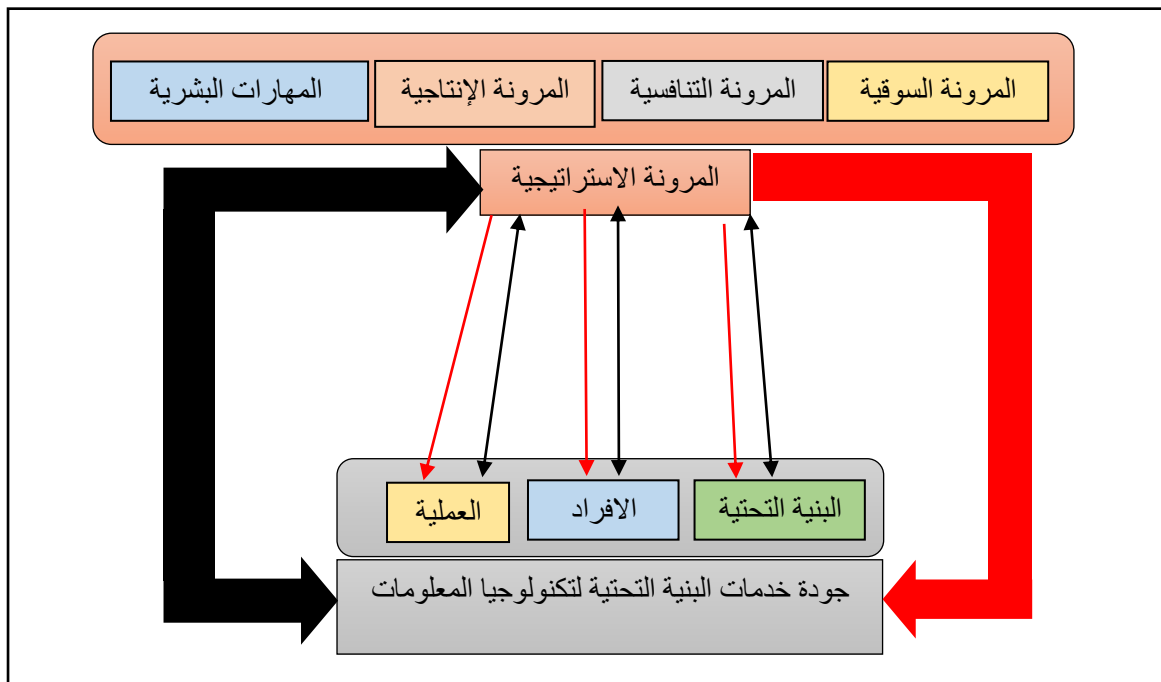 المرونة السوقية
المرونة التنافسية
المرونة الإنتاجية
المهارات البشرية
المرونة الاستراتيجية
البنية التحتية
الافراد
العملية
جودة خدمات البنية التحتية لتكنولوجيا المعلومات